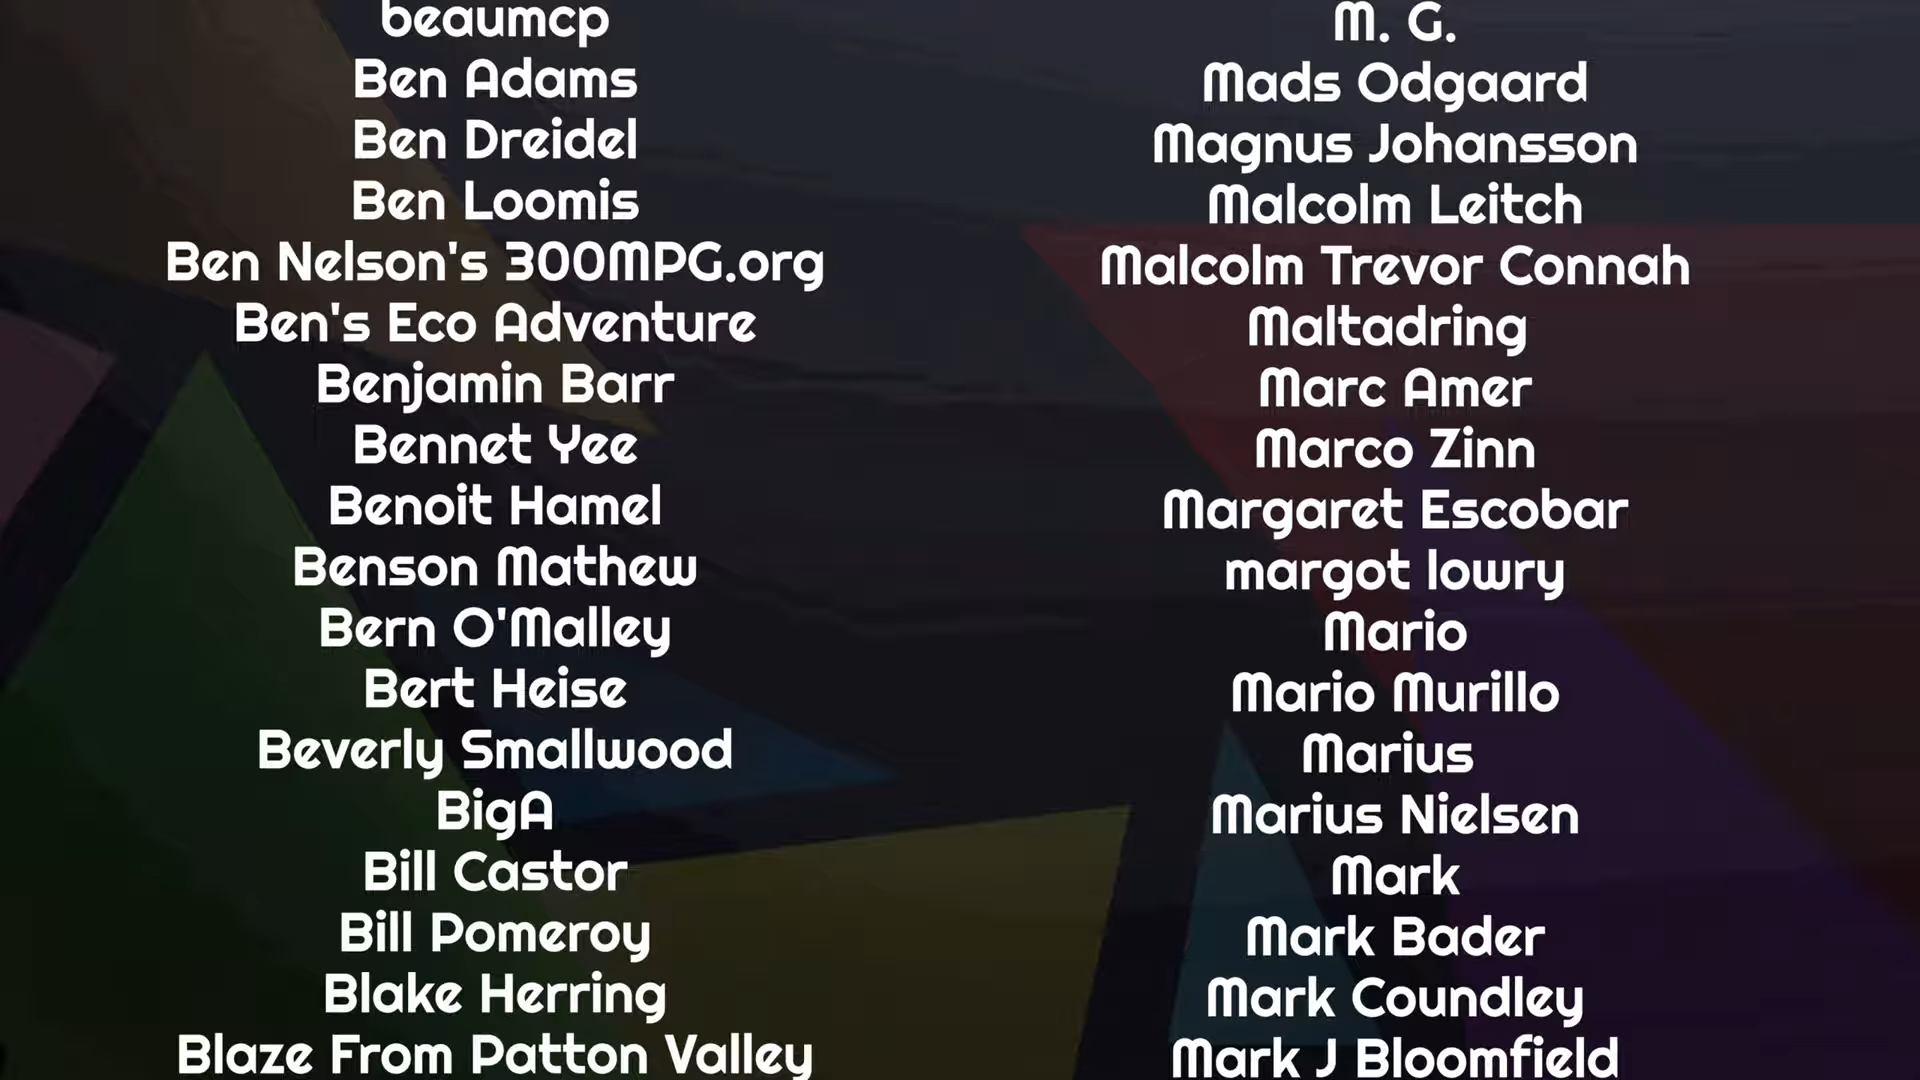 beaumcp
Ben Adams
Ben Dreidel
Ben Loomis
Ben Nelson's 300MPG.org
Ben's Eco Adventure
Benjamin Barr
Bennet Yee
Benoit Hamel
Benson Mathew
Bern O'Malley
Bert Heise
Beverly Smallwood
BigA
Bill Castor
Bill Pomeroy
Blake Herring
Blaze From Patton Valley
M. G.
Mads Odgaard
Magnus Johansson
Malcolm Leitch
Malcolm Trevor Connah
Maltadring
Marc Amer
Marco Zinn
Margaret Escobar
margot lowry
Mario
Mario Murillo
Marius
Marius Nielsen
Mark
Mark Bader
Mark Coundley
Mark J Bloomfield